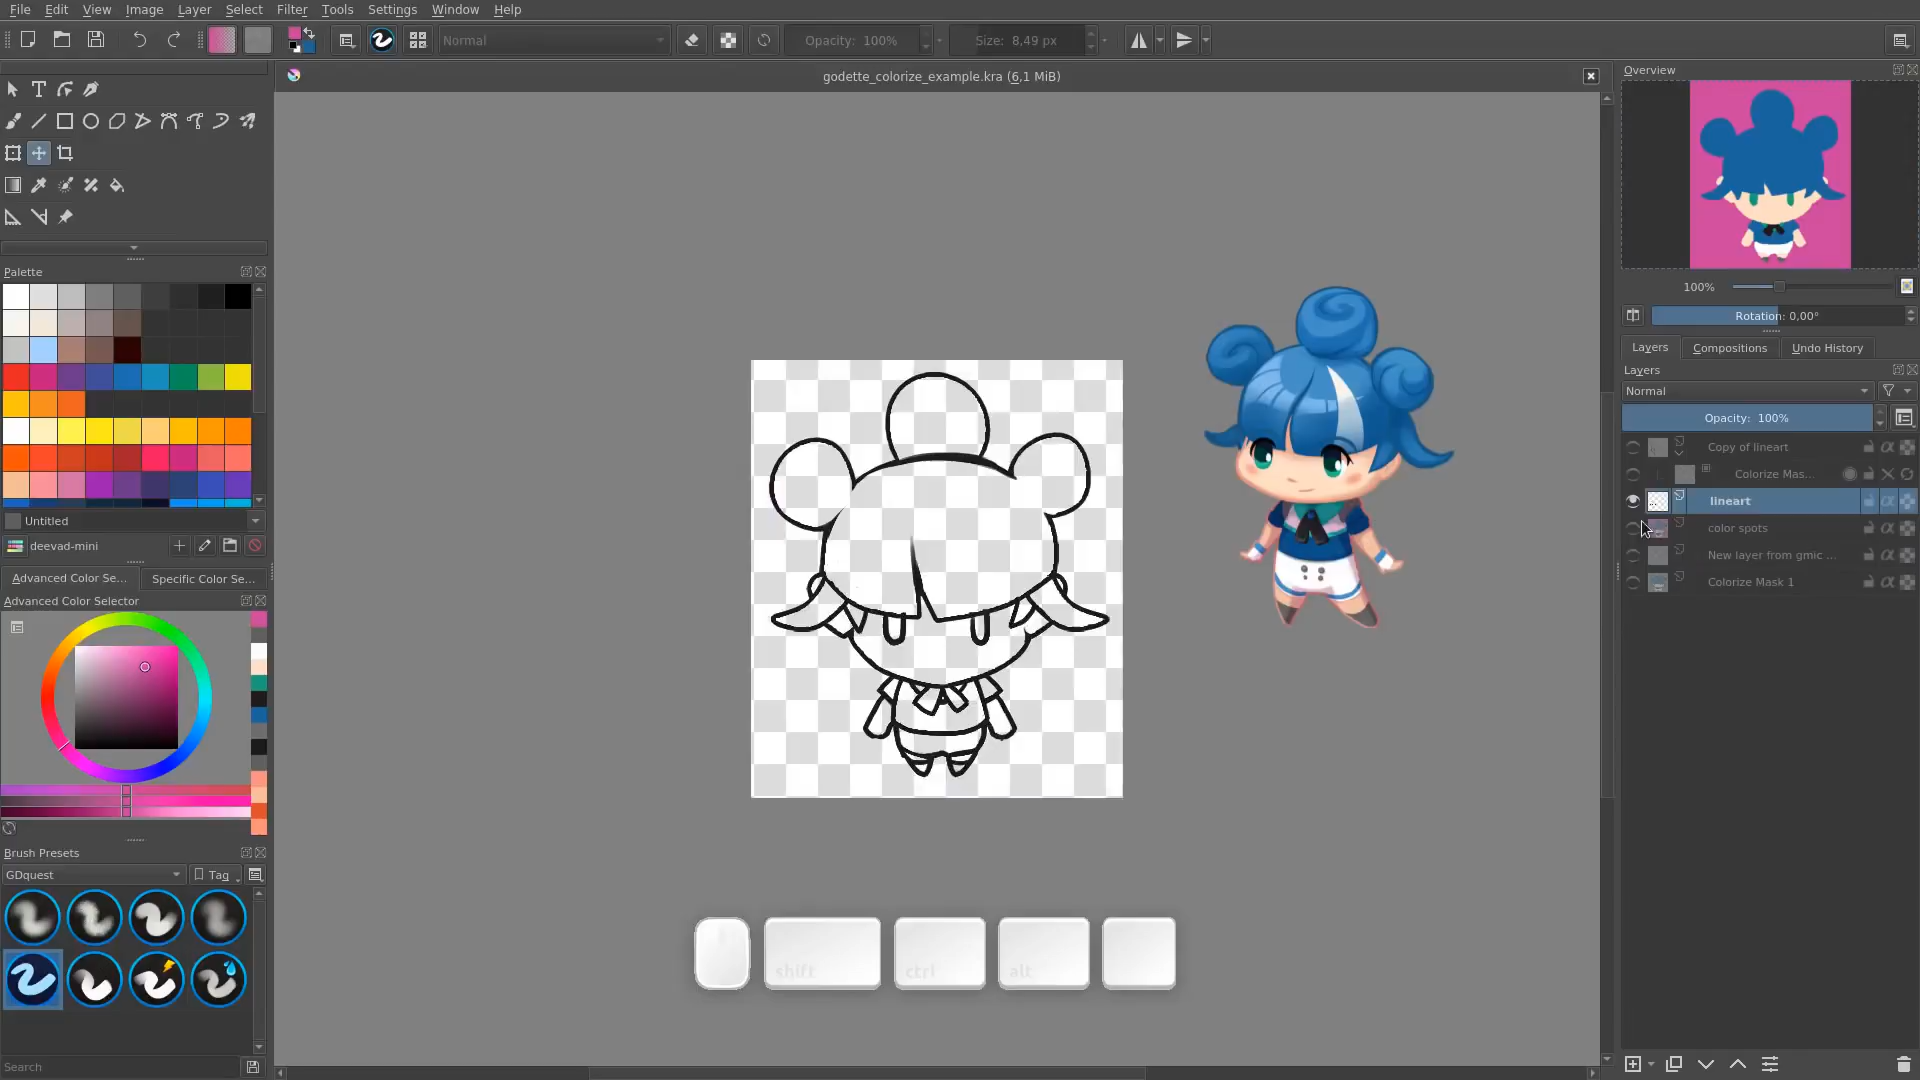 File Edit View Image Layer Select Filter Tools Settings Window Help
Normal
Opacity: 100%
Size: 8,49 px
godette_colorize_example.kra (6,1 MiB)
Overview
100%
Rotation: 0,00°
Layers Compositions Undo History
Layers
Normal
Opacity: 100%
Copy of lineart
Colorize Mas...
lineart
color spots
New layer from gmic ...
Colorize Mask 1
Palette
Untitled
deevad-mini
Advanced Color Se... Specific Color Se...
Advanced Color Selector
Brush Presets
GDquest
Tag
Search
shift
ctrl
alt